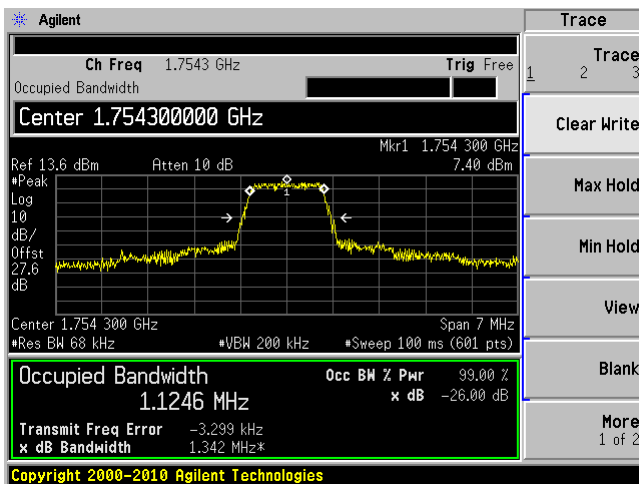 Agilent
Trace
Ch Freq 1.7543 GHz Trig Free
Occupied Bandwidth
Center 1.754300000 GHz
Mkr1 1.754 300 GHz
Ref 13.6 dBm Atten 10 dB 7.40 dBm
#Peak
Log
10
dB/
Offst
27.6
dB
1
Center 1.754 300 GHz Span 7 MHz
#Res BW 68 kHz #VBW 200 kHz #Sweep 100 ms (601 pts)
Occupied Bandwidth Occ BW % Pwr 99.00 %
1.1246 MHz x dB -26.00 dB
Transmit Freq Error -3.299 kHz
x dB Bandwidth 1.342 MHz*
Copyright 2000-2010 Agilent Technologies
Trace
1 2 3
Clear Write
Max Hold
Min Hold
View
Blank
More
1 of 2